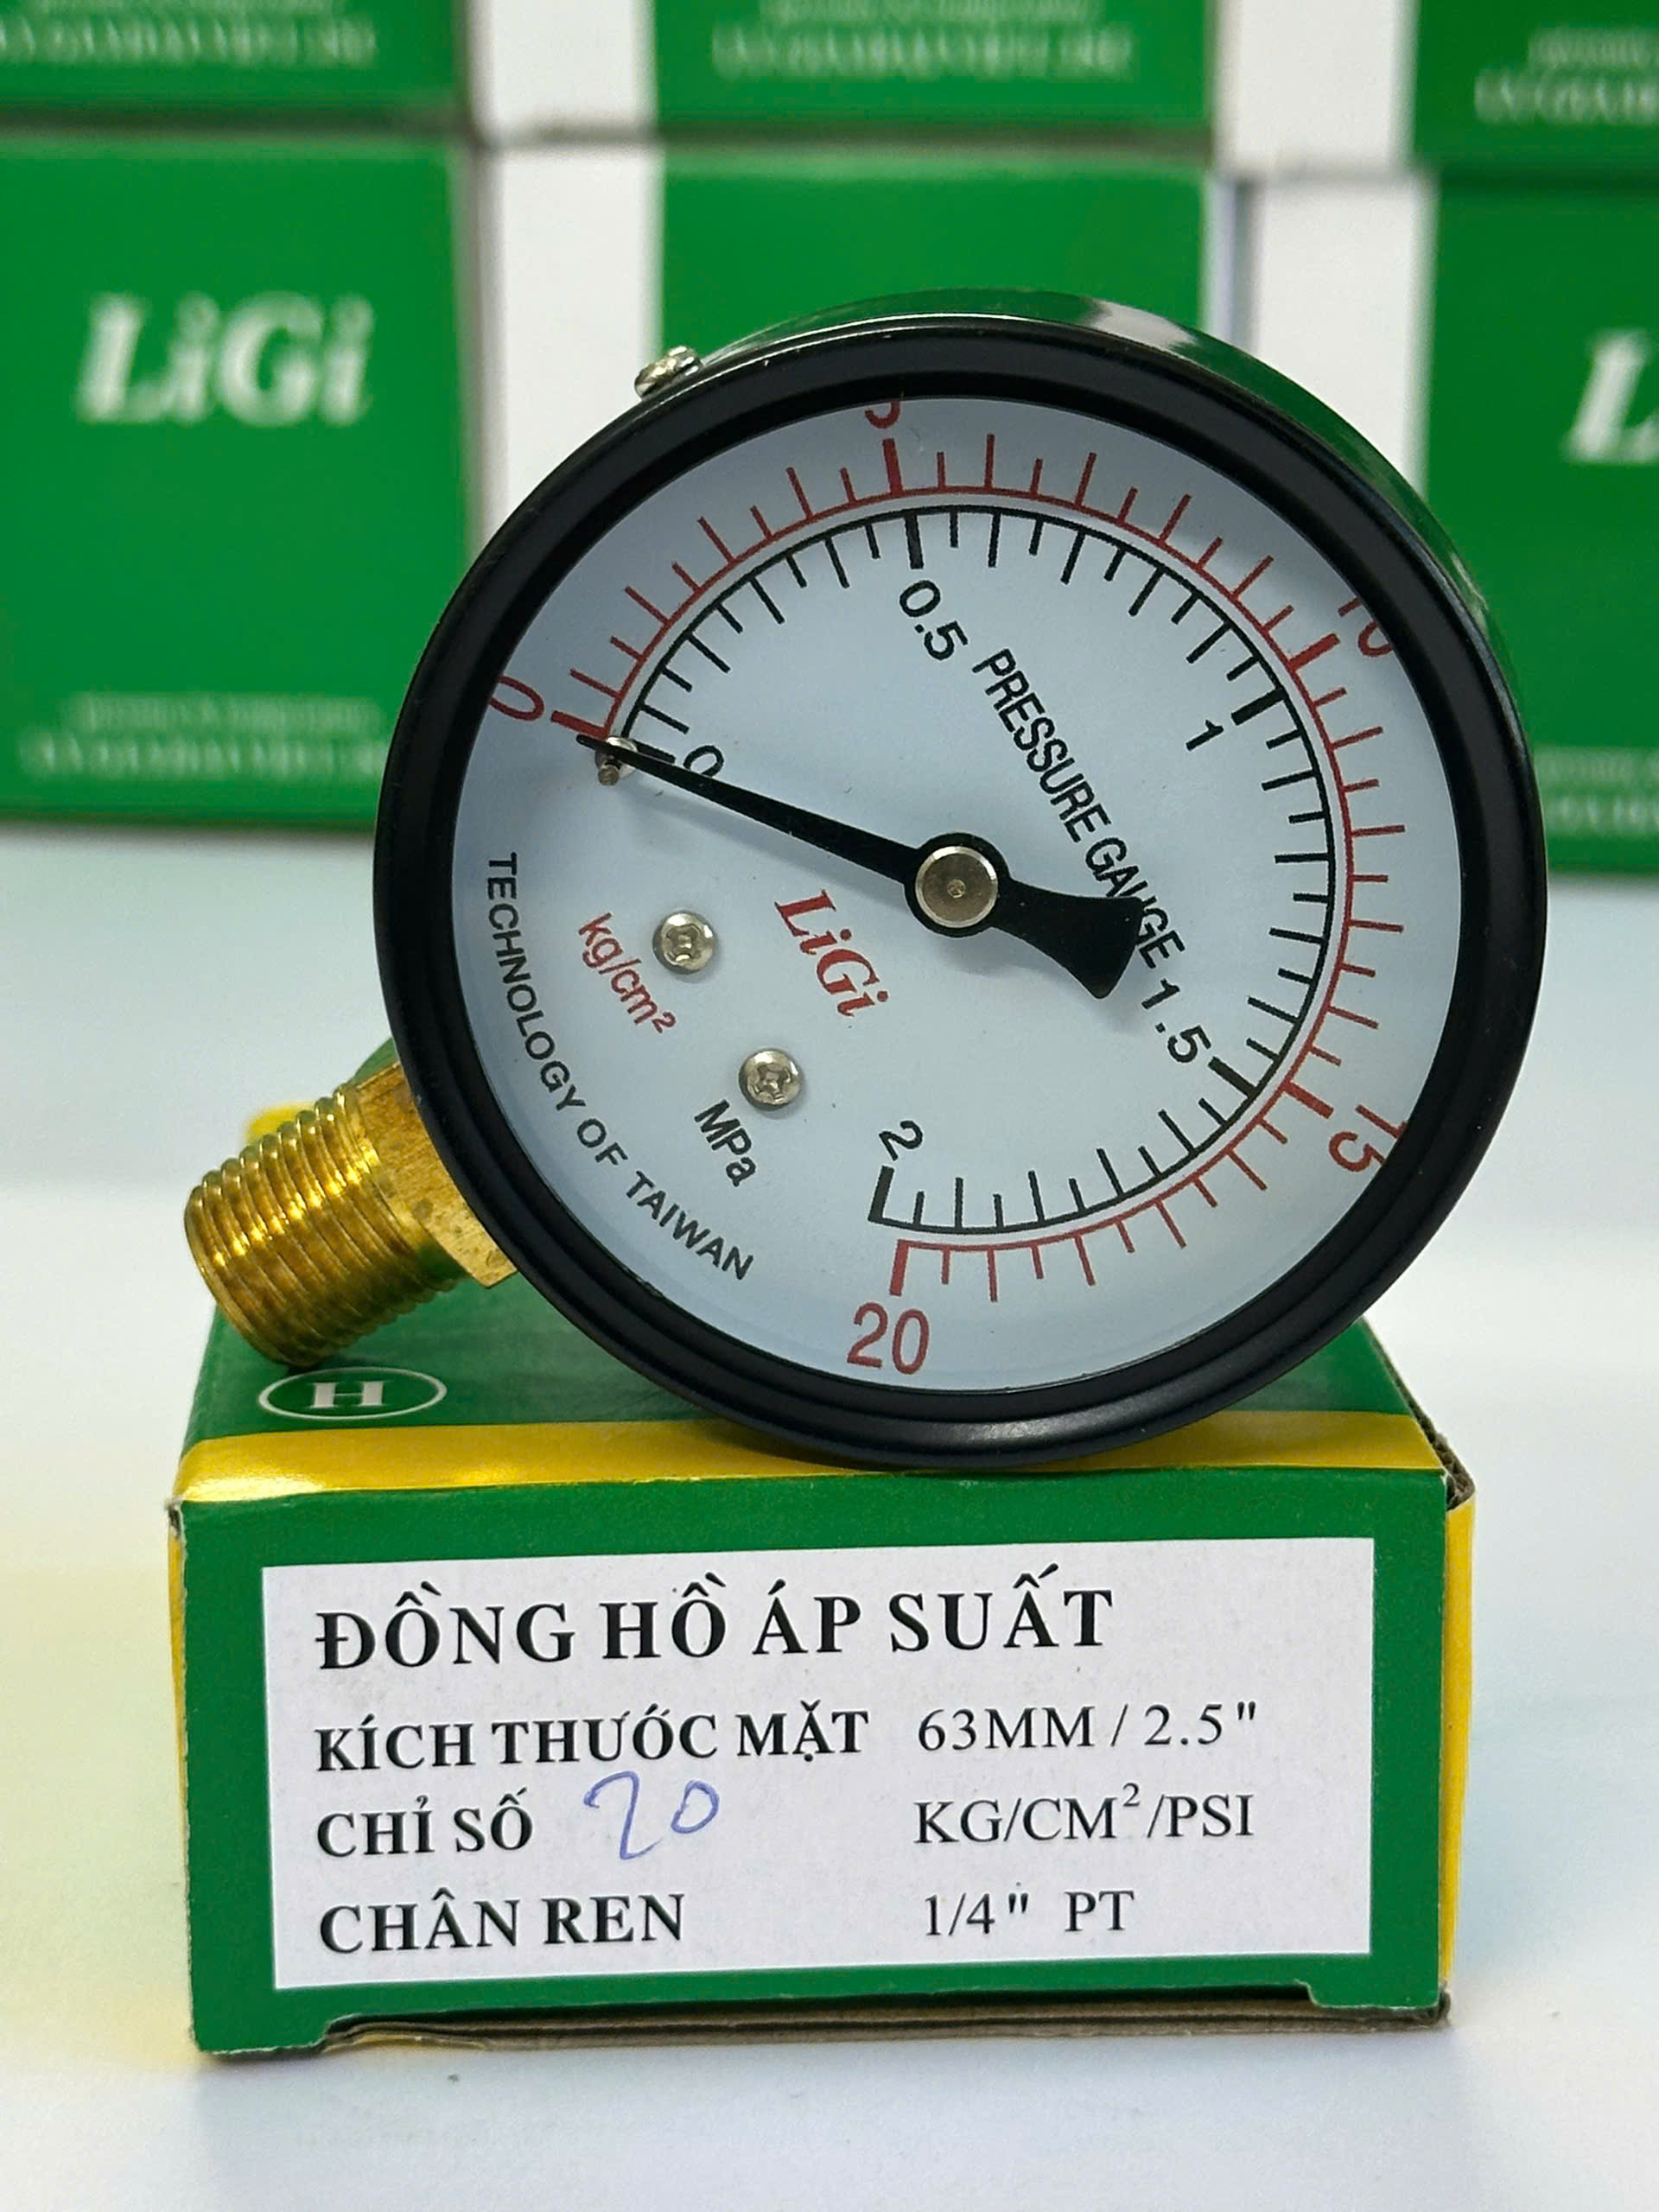 LiGi
5
10
15
20
0
0
0.5
1
1.5
2
PRESSURE GAUGE
LiGi
kg/cm²
MPa
TECHNOLOGY OF TAIWAN
H
ĐỒNG HỒ ÁP SUẤT
KÍCH THƯỚC MẶT 63MM / 2.5"
CHỈ SỐ 20 KG/CM²/PSI
CHÂN REN 1/4" PT